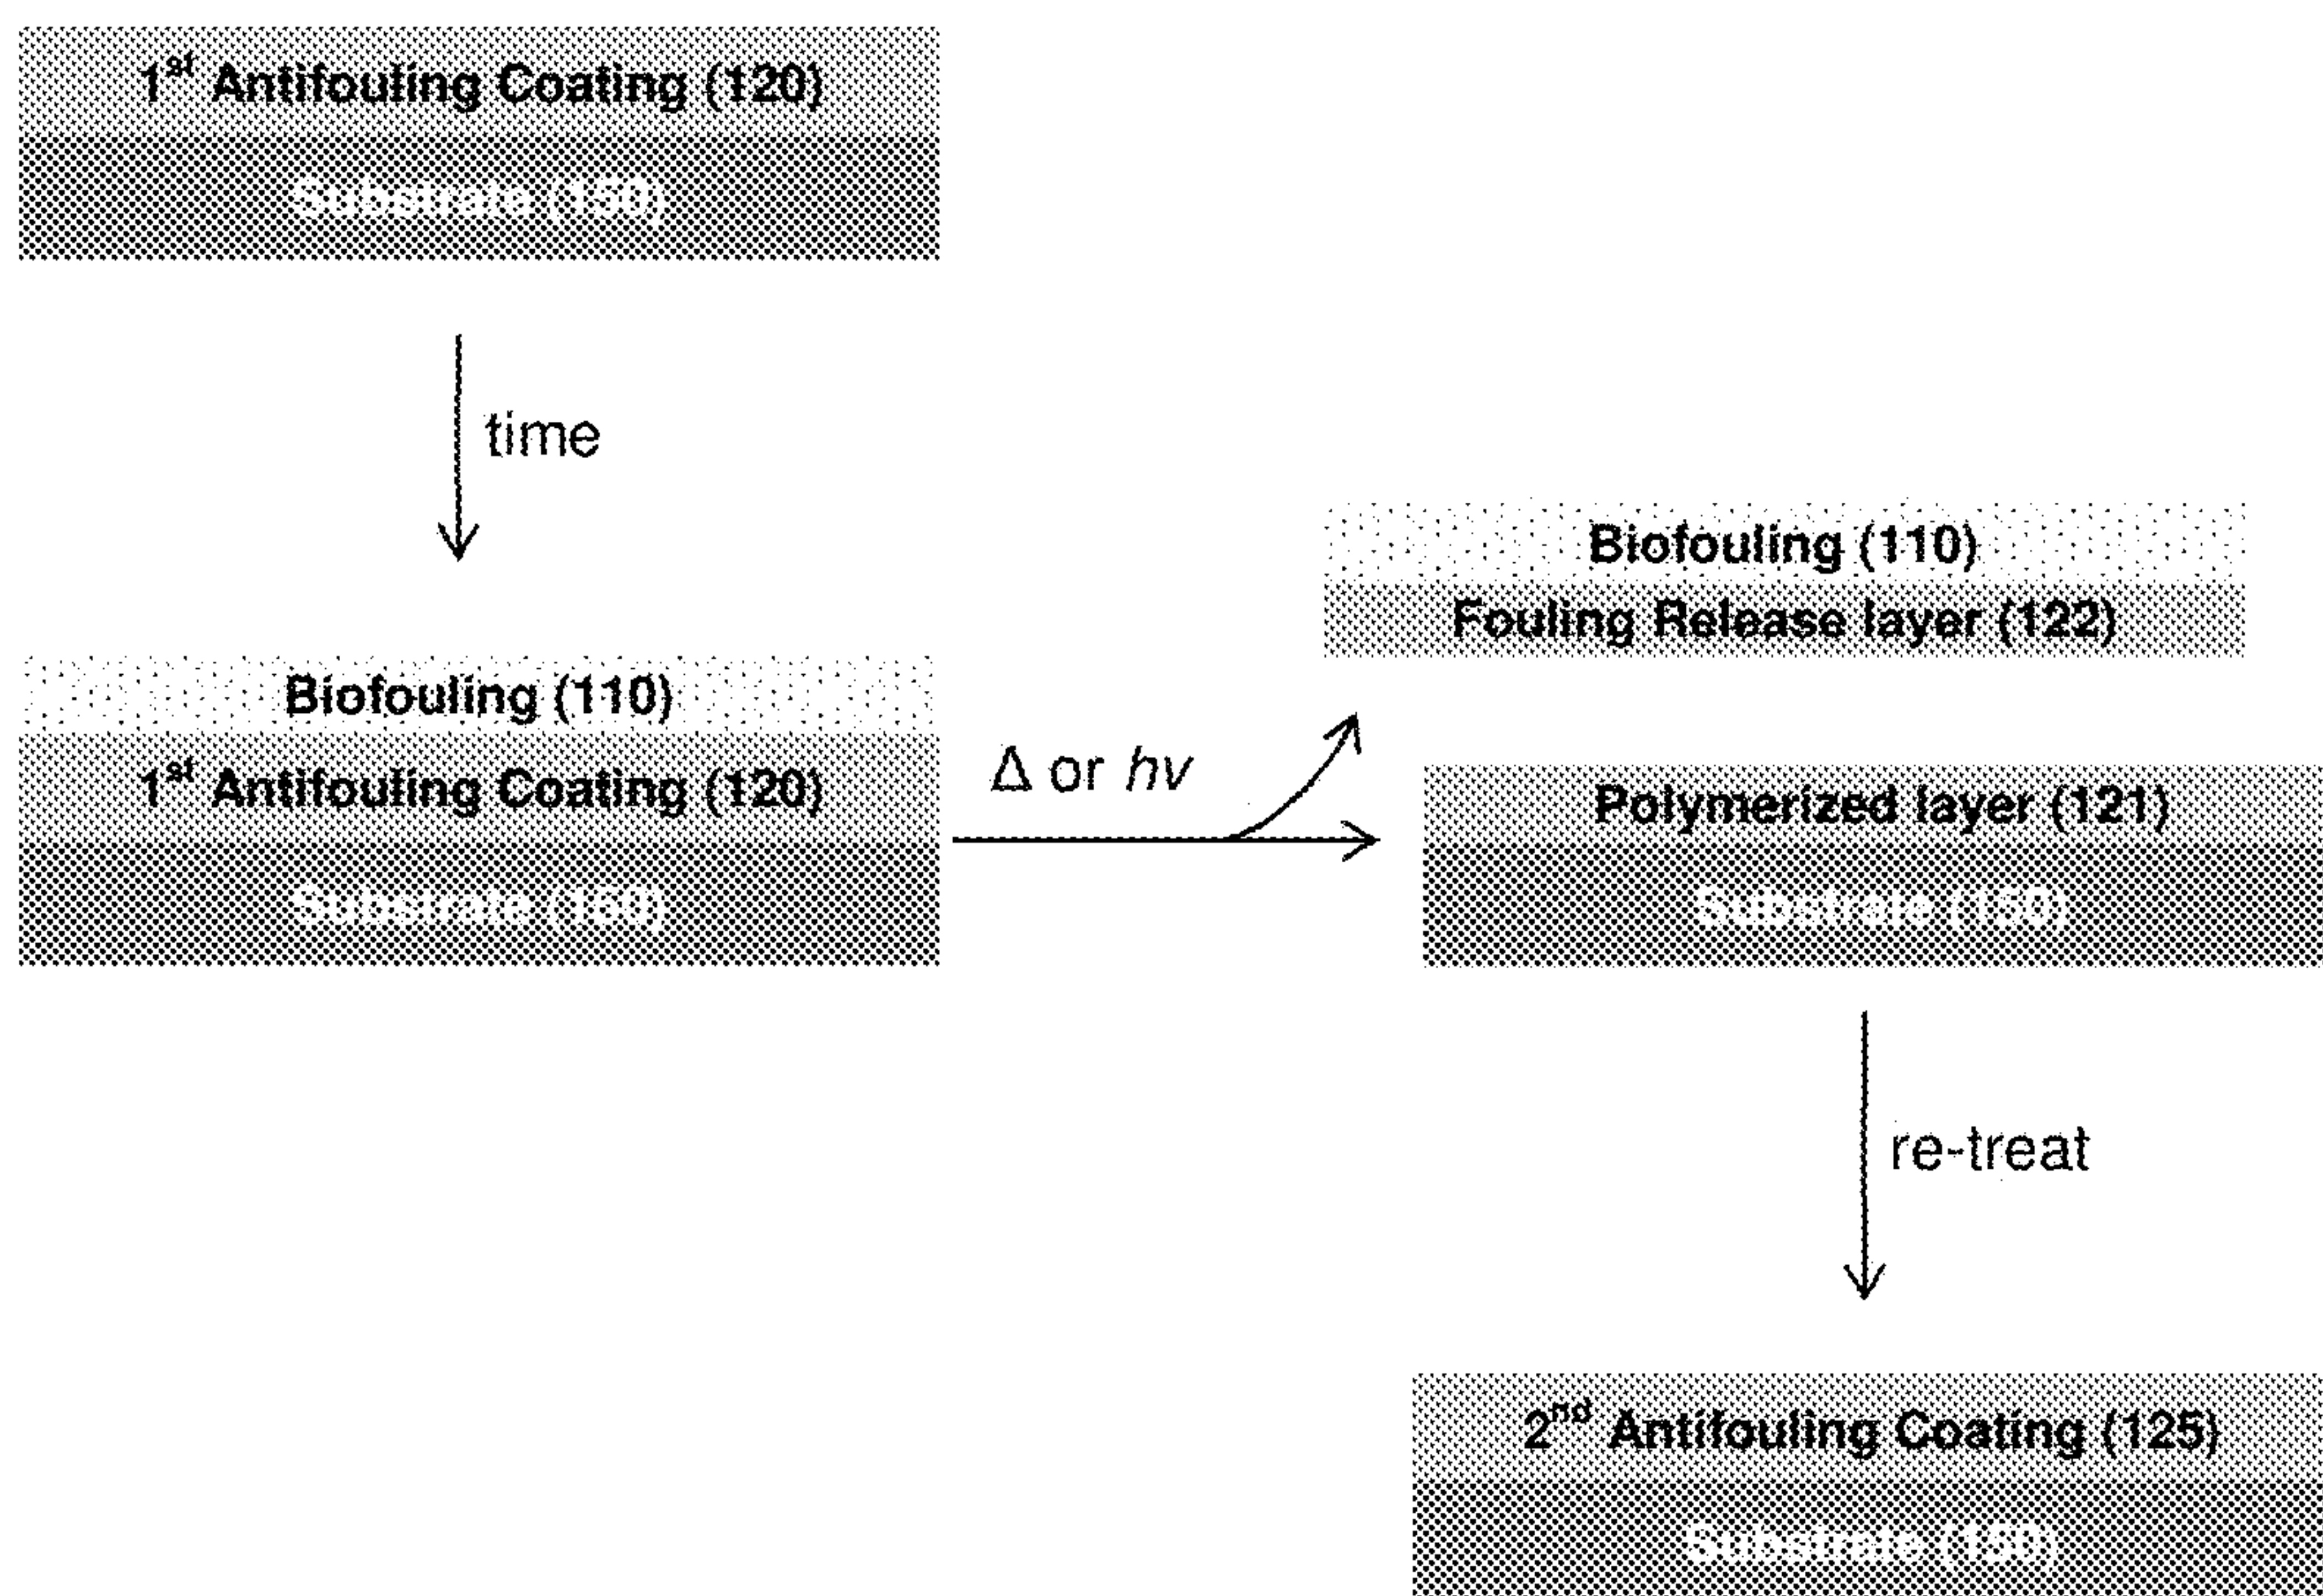 1st Antifouling Coating (120)
Substrate (150)
time
Biofouling (110)
1st Antifouling Coating (120)
Substrate (150)
Δ or hν
Biofouling (110)
Fouling Release layer (122)
Polymerized layer (121)
Substrate (150)
re-treat
2nd Antifouling Coating (125)
Substrate (150)